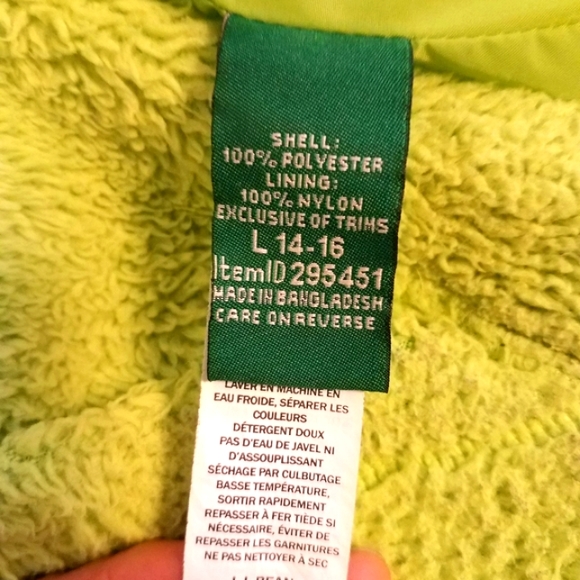 SHELL:
100% POLYESTER
LINING:
100% NYLON
EXCLUSIVE OF TRIMS
L 14-16
ItemID 295451
MADE IN BANGLADESH
CARE ON REVERSE
LAVER EN MACHINE EN
EAU FROIDE, SÉPARER LES
COULEURS
DÉTERGENT DOUX
PAS D'EAU DE JAVEL NI
D'ASSOUPLISSANT
SÉCHAGE PAR CULBUTAGE
BASSE TEMPÉRATURE,
SORTIR RAPIDEMENT
REPASSER À FER TIÈDE SI
NÉCESSAIRE, ÉVITER DE
REPASSER LES GARNITURES
NE PAS NETTOYER À SEC